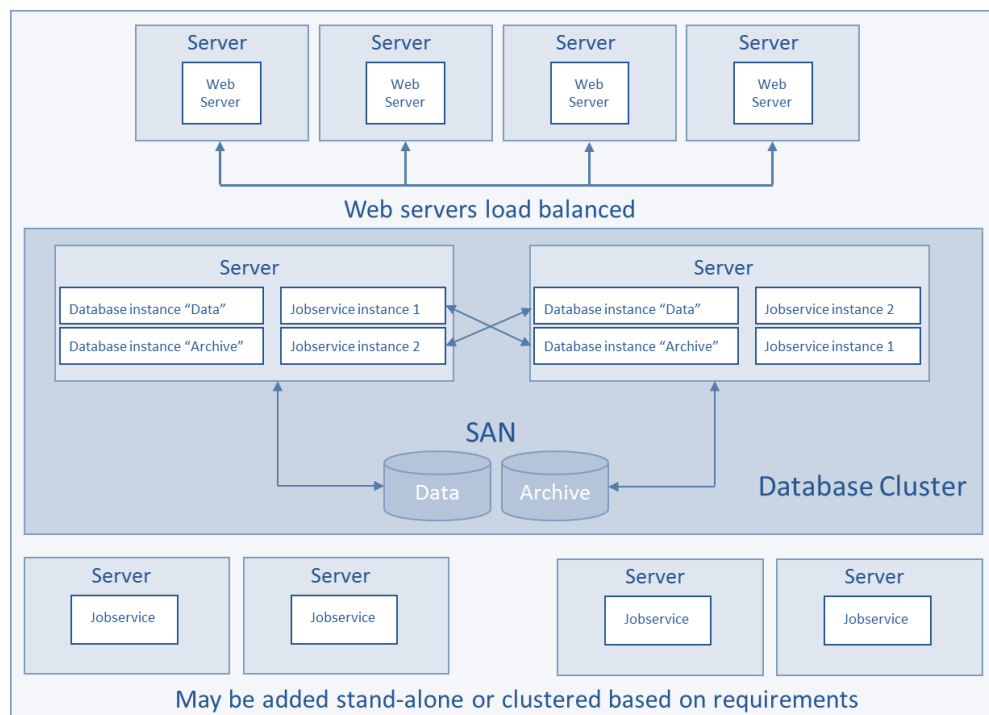 Server
Server
Server
Server
Web
Server
Web
Server
Web
Server
Web
Server
Web servers load balanced
Server
Database instance “Data”
Jobservice instance 1
Database instance “Archive”
Jobservice instance 2
Server
Database instance “Data”
Jobservice instance 2
Database instance “Archive”
Jobservice instance 1
SAN
Data
Archive
Database Cluster
Server
Jobservice
Server
Jobservice
Server
Jobservice
Server
Jobservice
May be added stand-alone or clustered based on requirements